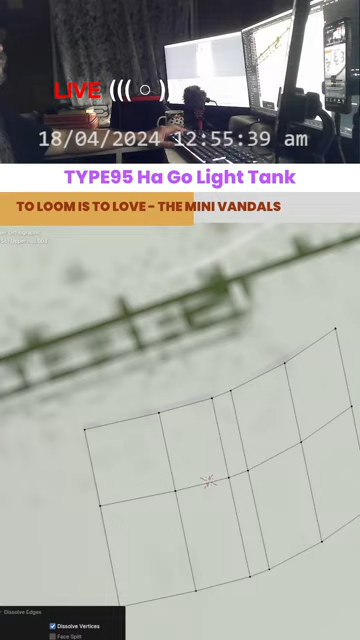 LIVE ((( ○ ))
18/04/2024 12:55:39 am
TYPE95 Ha Go Light Tank
TO LOOM IS TO LOVE - THE MINI VANDALS
Dissolve Edges
Dissolve Vertices
Face Split